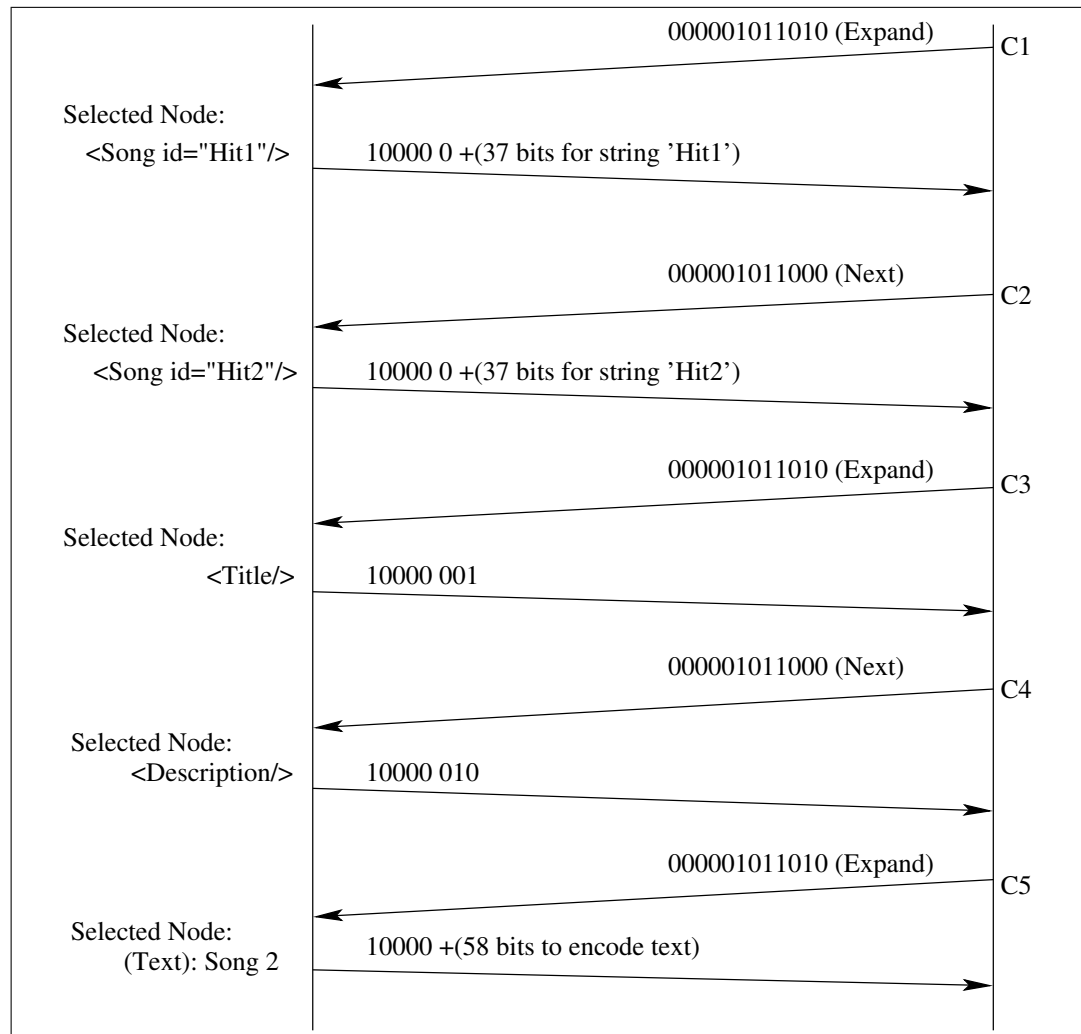 000001011010 (Expand)
C1
Selected Node:
<Song id="Hit1"/>
10000 0 +(37 bits for string ’Hit1’)
000001011000 (Next)
C2
Selected Node:
<Song id="Hit2"/>
10000 0 +(37 bits for string ’Hit2’)
000001011010 (Expand)
C3
Selected Node:
<Title/>
10000 001
000001011000 (Next)
C4
Selected Node:
<Description/>
10000 010
000001011010 (Expand)
C5
Selected Node:
(Text): Song 2
10000 +(58 bits to encode text)